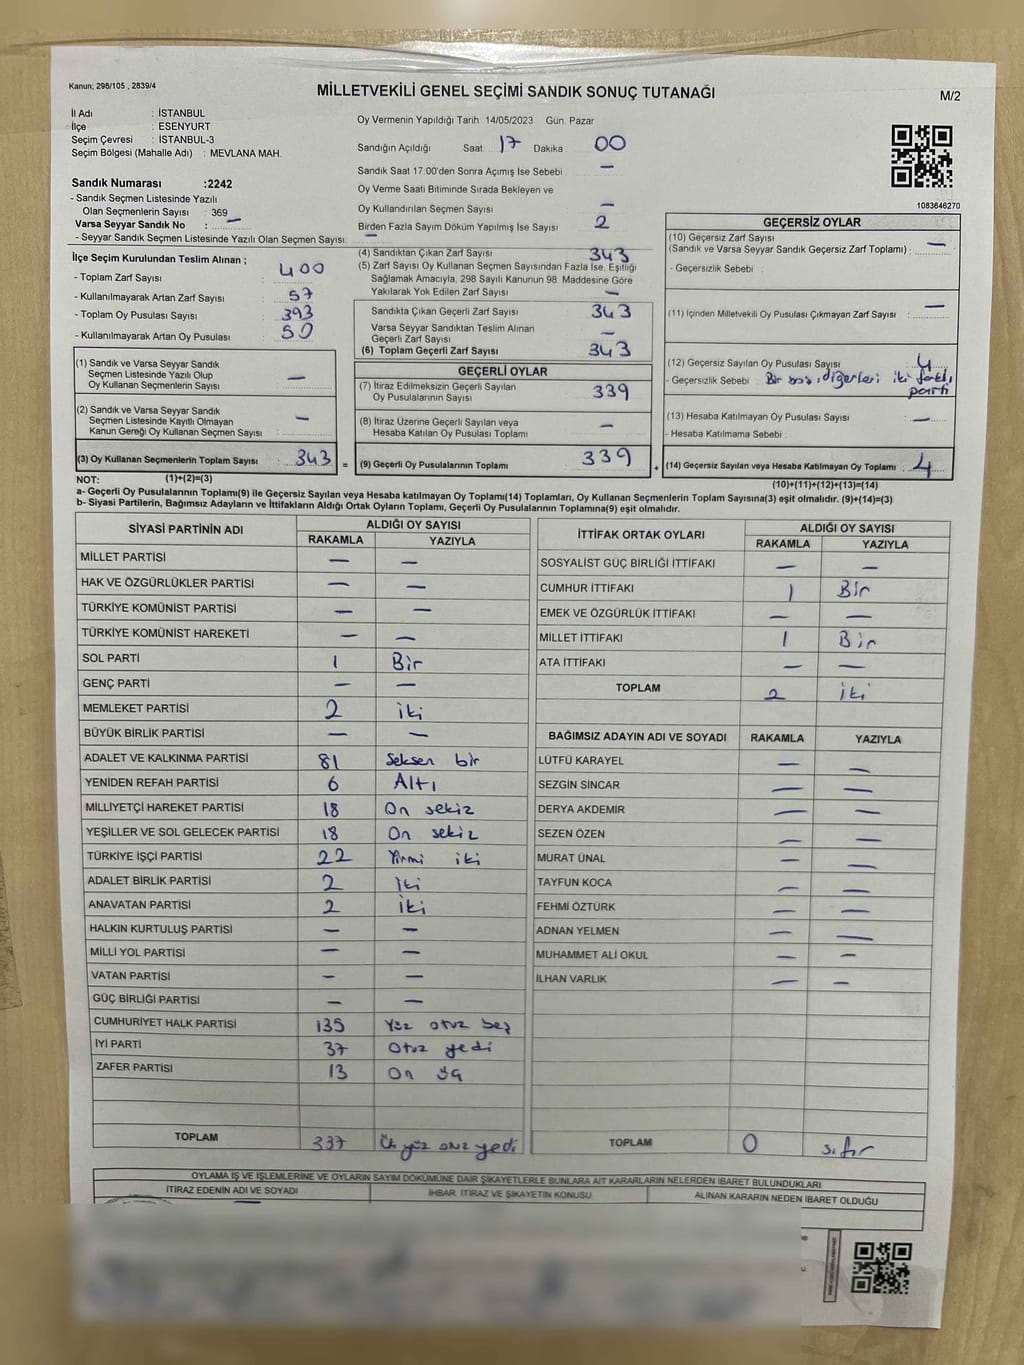 Kanun; 298/105 , 2839/4
MİLLETVEKİLİ GENEL SEÇİMİ SANDIK SONUÇ TUTANAĞI
M/2
İl Adı : İSTANBUL
İlçe : ESENYURT
Seçim Çevresi : İSTANBUL-3
Seçim Bölgesi (Mahalle Adı) : MEVLANA MAH.
Sandık Numarası :2242
- Sandık Seçmen Listesinde Yazılı
Olan Seçmenlerin Sayısı : 369
Varsa Seyyar Sandık No : —
- Seyyar Sandık Seçmen Listesinde Yazılı Olan Seçmen Sayısı : —
Oy Vermenin Yapıldığı Tarih 14/05/2023 Gün Pazar
Sandığın Açıldığı Saat 17 Dakika 00
Sandık Saat 17:00'den Sonra Açımış İse Sebebi —
Oy Verme Saati Bitiminde Sırada Bekleyen ve
Oy Kullandırılan Seçmen Sayısı —
Birden Fazla Sayım Döküm Yapılmış İse Sayısı 2
1083646270
İlçe Seçim Kurulundan Teslim Alınan ;
- Toplam Zarf Sayısı : 400
- Kullanılmayarak Artan Zarf Sayısı : 57
- Toplam Oy Pusulası Sayısı : 393
- Kullanılmayarak Artan Oy Pusulası : 50
(4) Sandıktan Çıkan Zarf Sayısı 343
(5) Zarf Sayısı Oy Kullanan Seçmen Sayısından Fazla İse, Eşitliği
Sağlamak Amacıyla, 298 Sayılı Kanunun 98. Maddesine Göre
Yakılarak Yok Edilen Zarf Sayısı —
Sandıkta Çıkan Geçerli Zarf Sayısı 343
Varsa Seyyar Sandıktan Teslim Alınan
Geçerli Zarf Sayısı —
(6) Toplam Geçerli Zarf Sayısı 343
GEÇERSİZ OYLAR
(10) Geçersiz Zarf Sayısı
(Sandık ve Varsa Seyyar Sandık Geçersiz Zarf Toplamı) : —
- Geçersizlik Sebebi :
(11) İçinden Milletvekili Oy Pusulası Çıkmayan Zarf Sayısı : —
(12) Geçersiz Sayılan Oy Pusulası Sayısı : 4
- Geçersizlik Sebebi : Bir boş, diğerleri iki farklı
parti
(13) Hesaba Katılmayan Oy Pusulası Sayısı : —
- Hesaba Katılmama Sebebi :
(14) Geçersiz Sayılan veya Hesaba Katılmayan Oy Toplamı : 4
(10)+(11)+(12)+(13)=(14)
(1) Sandık ve Varsa Seyyar Sandık
Seçmen Listesinde Yazılı Olup
Oy Kullanan Seçmenlerin Sayısı : —
(2) Sandık ve Varsa Seyyar Sandık
Seçmen Listesinde Kayıtlı Olmayan
Kanun Gereği Oy Kullanan Seçmen Sayısı : —
(3) Oy Kullanan Seçmenlerin Toplam Sayısı : 343 =
(1)+(2)=(3)
GEÇERLİ OYLAR
(7) İtiraz Edilmeksizin Geçerli Sayılan
Oy Pusulalarının Sayısı 339
(8) İtiraz Üzerine Geçerli Sayılan veya
Hesaba Katılan Oy Pusulası Toplamı —
(9) Geçerli Oy Pusulalarının Toplamı 339 +
NOT:
a- Geçerli Oy Pusulalarının Toplamı(9) ile Geçersiz Sayılan veya Hesaba katılmayan Oy Toplamı(14) Toplamları, Oy Kullanan Seçmenlerin Toplam Sayısına(3) eşit olmalıdır. (9)+(14)=(3)
b- Siyasi Partilerin, Bağımsız Adayların ve İttifakların Aldığı Ortak Oyların Toplamı, Geçerli Oy Pusulalarının Toplamına(9) eşit olmalıdır.
SİYASİ PARTİNİN ADI ALDIĞI OY SAYISI
RAKAMLA YAZIYLA
MİLLET PARTİSİ — —
HAK VE ÖZGÜRLÜKLER PARTİSİ — —
TÜRKİYE KOMÜNİST PARTİSİ — —
TÜRKİYE KOMÜNİST HAREKETİ — —
SOL PARTİ 1 Bir
GENÇ PARTİ — —
MEMLEKET PARTİSİ 2 iki
BÜYÜK BİRLİK PARTİSİ — —
ADALET VE KALKINMA PARTİSİ 81 Seksen bir
YENİDEN REFAH PARTİSİ 6 Altı
MİLLİYETÇİ HAREKET PARTİSİ 18 On sekiz
YEŞİLLER VE SOL GELECEK PARTİSİ 18 On sekiz
TÜRKİYE İŞÇİ PARTİSİ 22 Yirmi iki
ADALET BİRLİK PARTİSİ 2 İki
ANAVATAN PARTİSİ 2 İki
HALKIN KURTULUŞ PARTİSİ — —
MİLLİ YOL PARTİSİ — —
VATAN PARTİSİ — —
GÜÇ BİRLİĞİ PARTİSİ — —
CUMHURİYET HALK PARTİSİ 135 Yüz otuz beş
İYİ PARTİ 37 Otuz yedi
ZAFER PARTİSİ 13 On üç
TOPLAM 337 Üç yüz otuz yedi
İTTİFAK ORTAK OYLARI ALDIĞI OY SAYISI
RAKAMLA YAZIYLA
SOSYALİST GÜÇ BİRLİĞİ İTTİFAKI — —
CUMHUR İTTİFAKI 1 Bir
EMEK VE ÖZGÜRLÜK İTTİFAKI — —
MİLLET İTTİFAKI 1 Bir
ATA İTTİFAKI — —
TOPLAM 2 iki
BAĞIMSIZ ADAYIN ADI VE SOYADI RAKAMLA YAZIYLA
LÜTFÜ KARAYEL — —
SEZGİN SİNCAR — —
DERYA AKDEMİR — —
SEZEN ÖZEN — —
MURAT ÜNAL — —
TAYFUN KOCA — —
FEHMİ ÖZTÜRK — —
ADNAN YELMEN — —
MUHAMMET ALİ OKUL — —
İLHAN VARLIK — —
TOPLAM 0 sıfır
OYLAMA İŞ VE İŞLEMLERİNE VE OYLARIN SAYIM DÖKÜMÜNE DAİR ŞİKAYETLERLE BUNLARA AİT KARARLARIN NELERDEN İBARET BULUNDUKLARI
İTİRAZ EDENİN ADI VE SOYADI İHBAR, İTİRAZ VE ŞİKAYETİN KONUSU ALINAN KARARIN NEDEN İBARET OLDUĞU